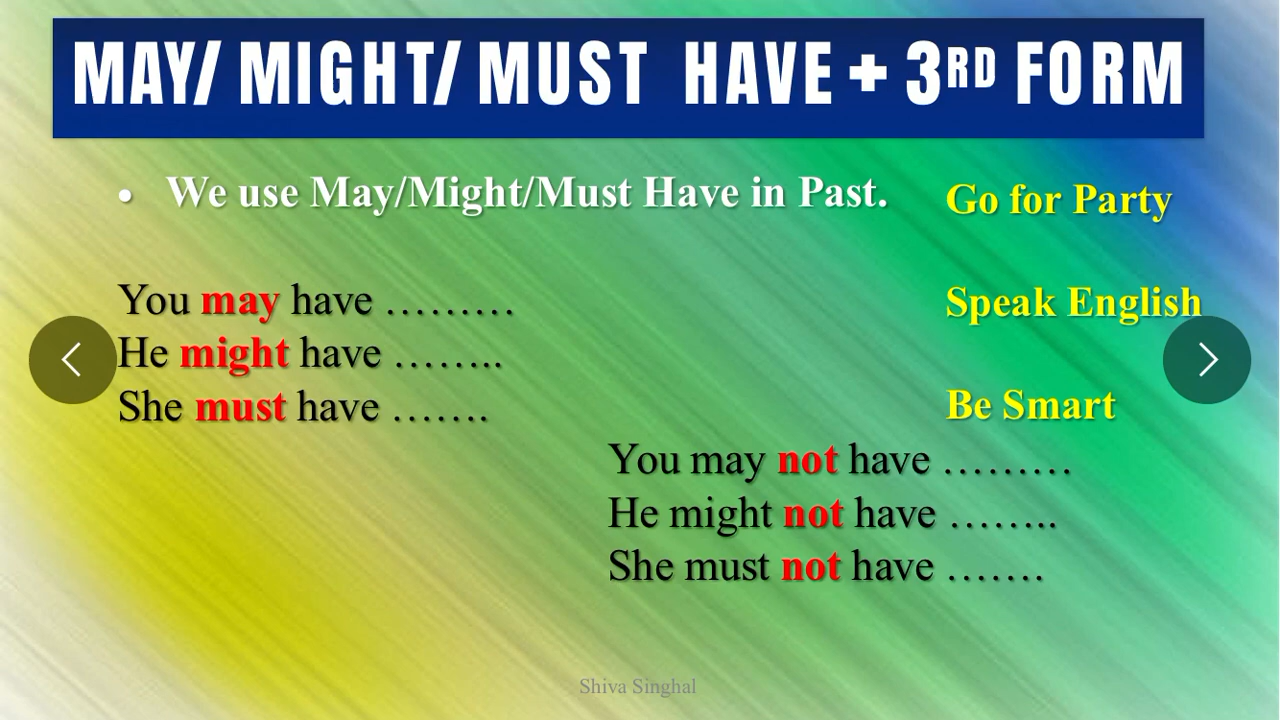 MAY/ MIGHT/ MUST HAVE + 3RD FORM
• We use May/Might/Must Have in Past.
Go for Party
Speak English
Be Smart
You may have ………
He might have ……..
She must have …….
You may not have ………
He might not have ……..
She must not have …….
Shiva Singhal